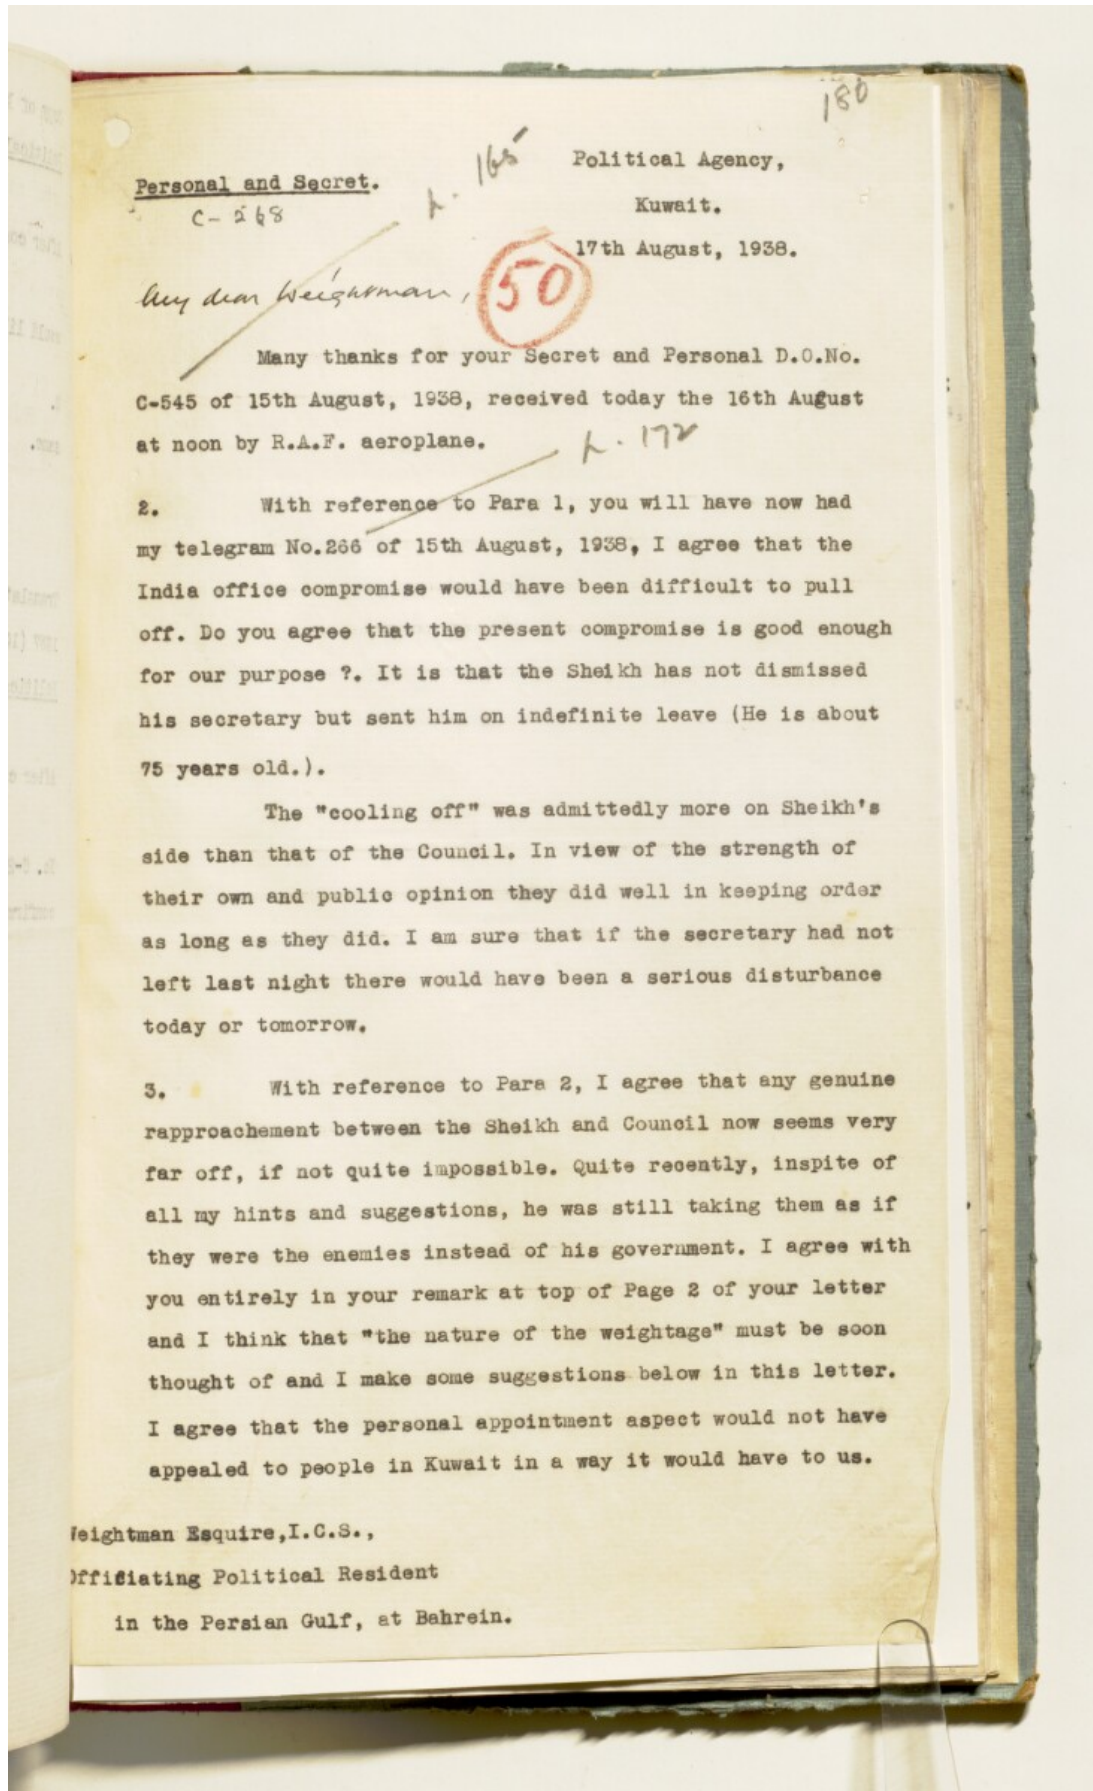 180
Political Agency,
Personal and Secret.
h. 165
C-268
Kuwait.
17th August, 1938.
My dear Weightman,
50
Many thanks for your Secret and Personal D.O.No.
C-545 of 15th August, 1938, received today the 16th August
at noon by R.A.F. aeroplane.
h. 172
2. With reference to Para 1, you will have now had
my telegram No.266 of 15th August, 1938, I agree that the
India office compromise would have been difficult to pull
off. Do you agree that the present compromise is good enough
for our purpose ?. It is that the Sheikh has not dismissed
his secretary but sent him on indefinite leave (He is about
75 years old.).
The "cooling off" was admittedly more on Sheikh's
side than that of the Council. In view of the strength of
their own and public opinion they did well in keeping order
as long as they did. I am sure that if the secretary had not
left last night there would have been a serious disturbance
today or tomorrow.
3. With reference to Para 2, I agree that any genuine
rapproachement between the Sheikh and Council now seems very
far off, if not quite impossible. Quite recently, inspite of
all my hints and suggestions, he was still taking them as if
they were the enemies instead of his government. I agree with
you entirely in your remark at top of Page 2 of your letter
and I think that "the nature of the weightage" must be soon
thought of and I make some suggestions below in this letter.
I agree that the personal appointment aspect would not have
appealed to people in Kuwait in a way it would have to us.
Weightman Esquire,I.C.S.,
Officiating Political Resident
in the Persian Gulf, at Bahrein.